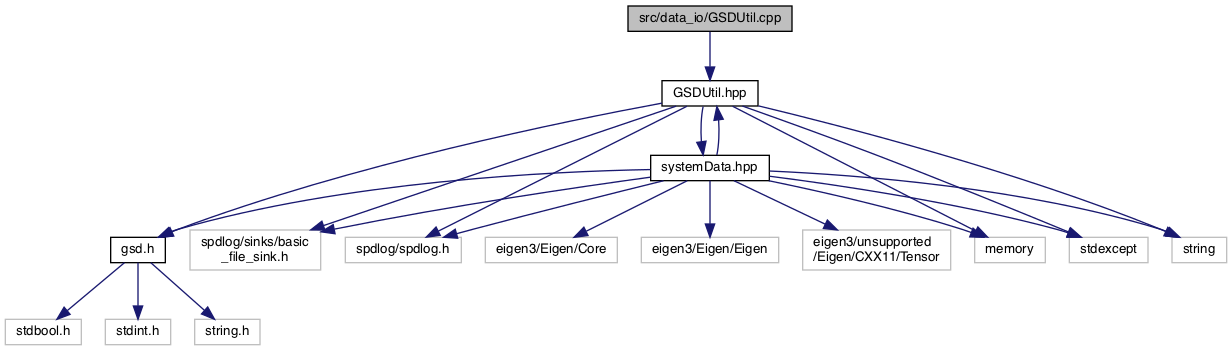 src/data_io/GSDUtil.cpp
GSDUtil.hpp
systemData.hpp
gsd.h
spdlog/sinks/basic
_file_sink.h
spdlog/spdlog.h
eigen3/Eigen/Core
eigen3/Eigen/Eigen
eigen3/unsupported
/Eigen/CXX11/Tensor
memory
stdexcept
string
stdbool.h
stdint.h
string.h